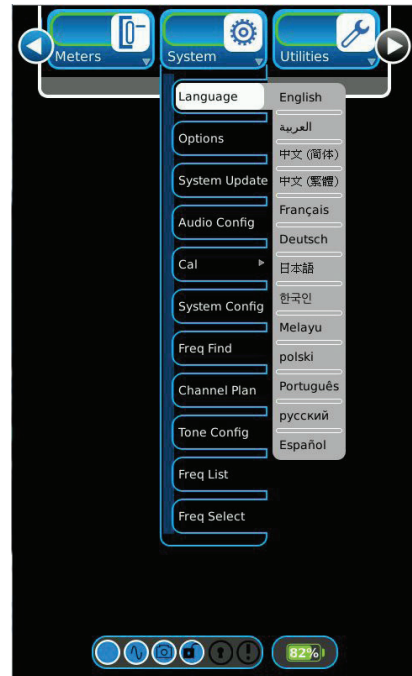 Meters
System
Utilities
Language
English
العربية
Options
中文 (简体)
System Update
中文 (繁體)
Français
Audio Config
Deutsch
Cal
日本語
System Config
한국인
Melayu
Freq Find
polski
Channel Plan
Português
русский
Tone Config
Español
Freq List
Freq Select
82%